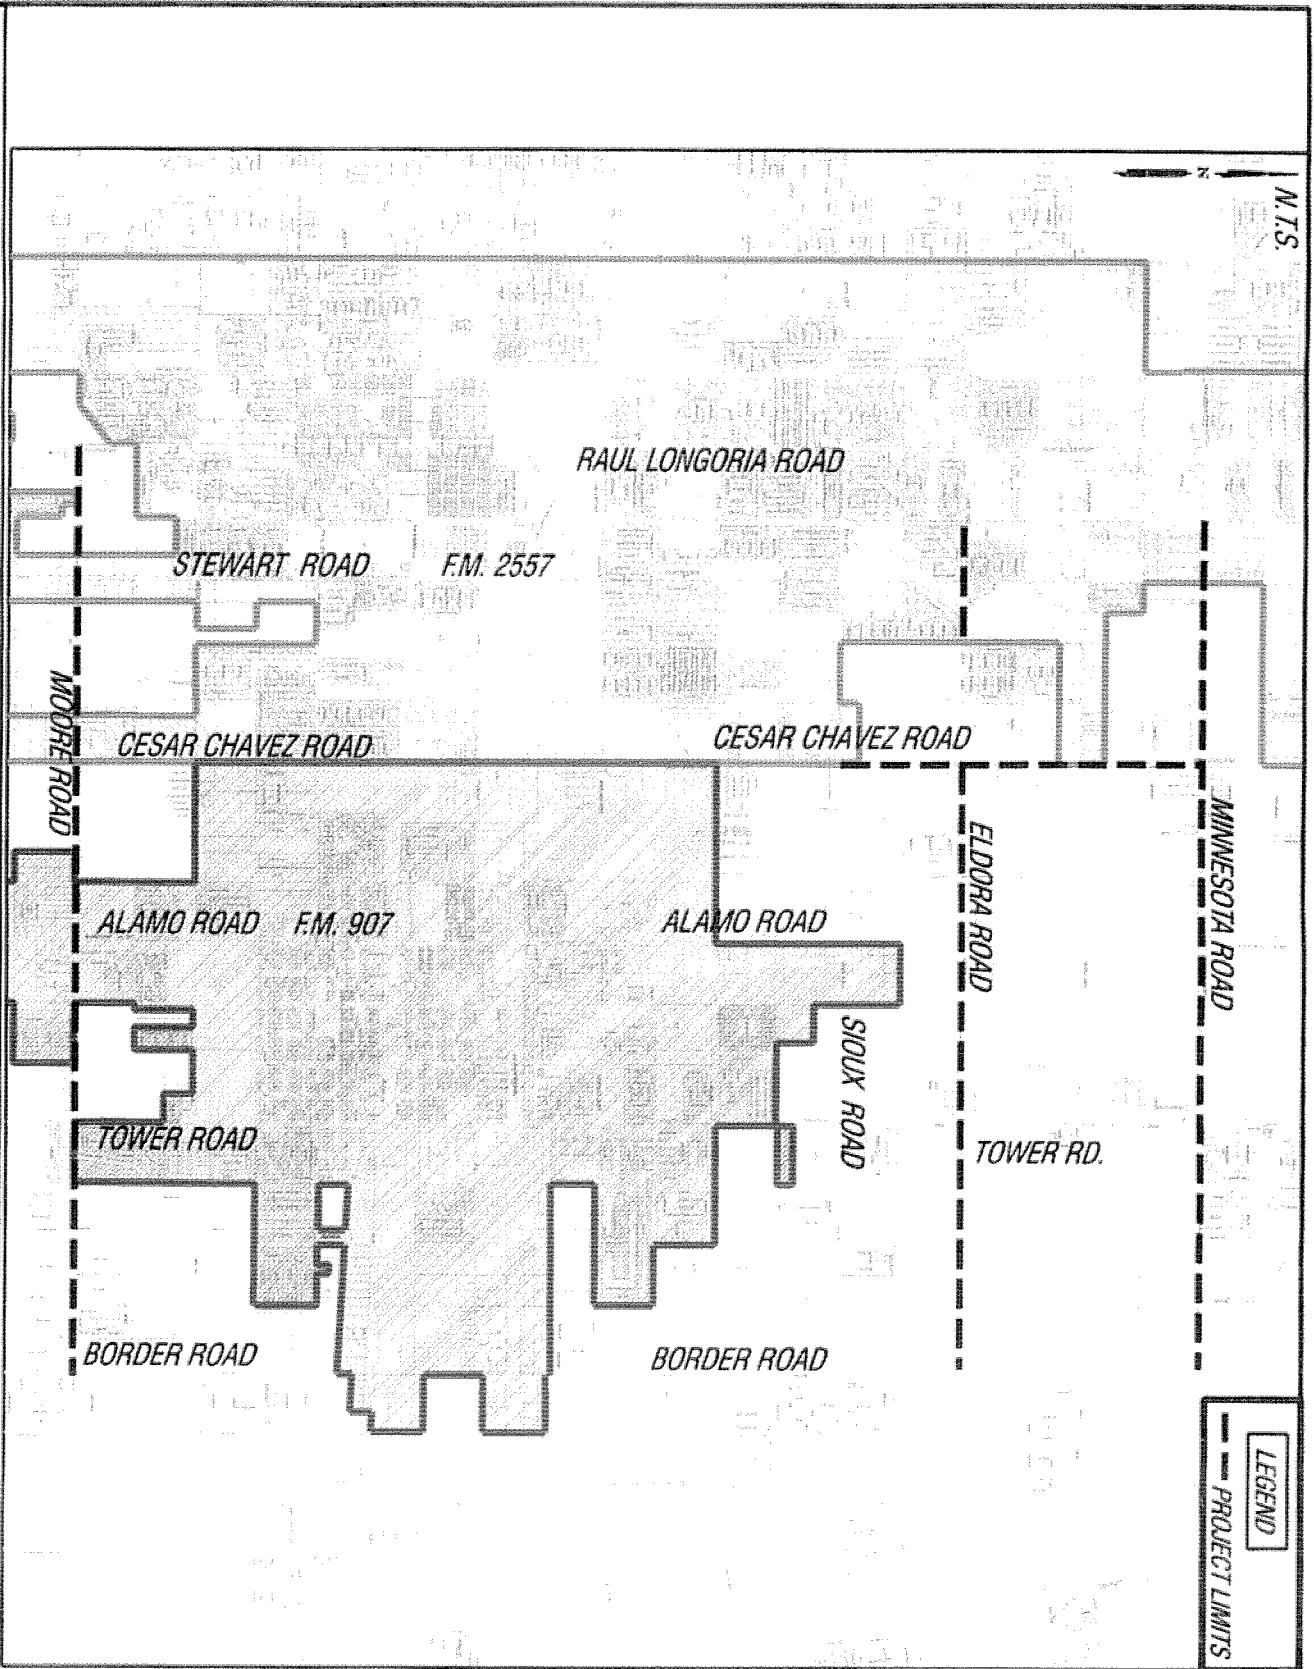 N.T.S.
N
RAUL LONGORIA ROAD
STEWART ROAD
F.M. 2557
MOORE ROAD
CESAR CHAVEZ ROAD
CESAR CHAVEZ ROAD
ELDORA ROAD
MINNESOTA ROAD
ALAMO ROAD
F.M. 907
ALAMO ROAD
SIOUX ROAD
TOWER ROAD
TOWER RD.
BORDER ROAD
BORDER ROAD
LEGEND
PROJECT LIMITS